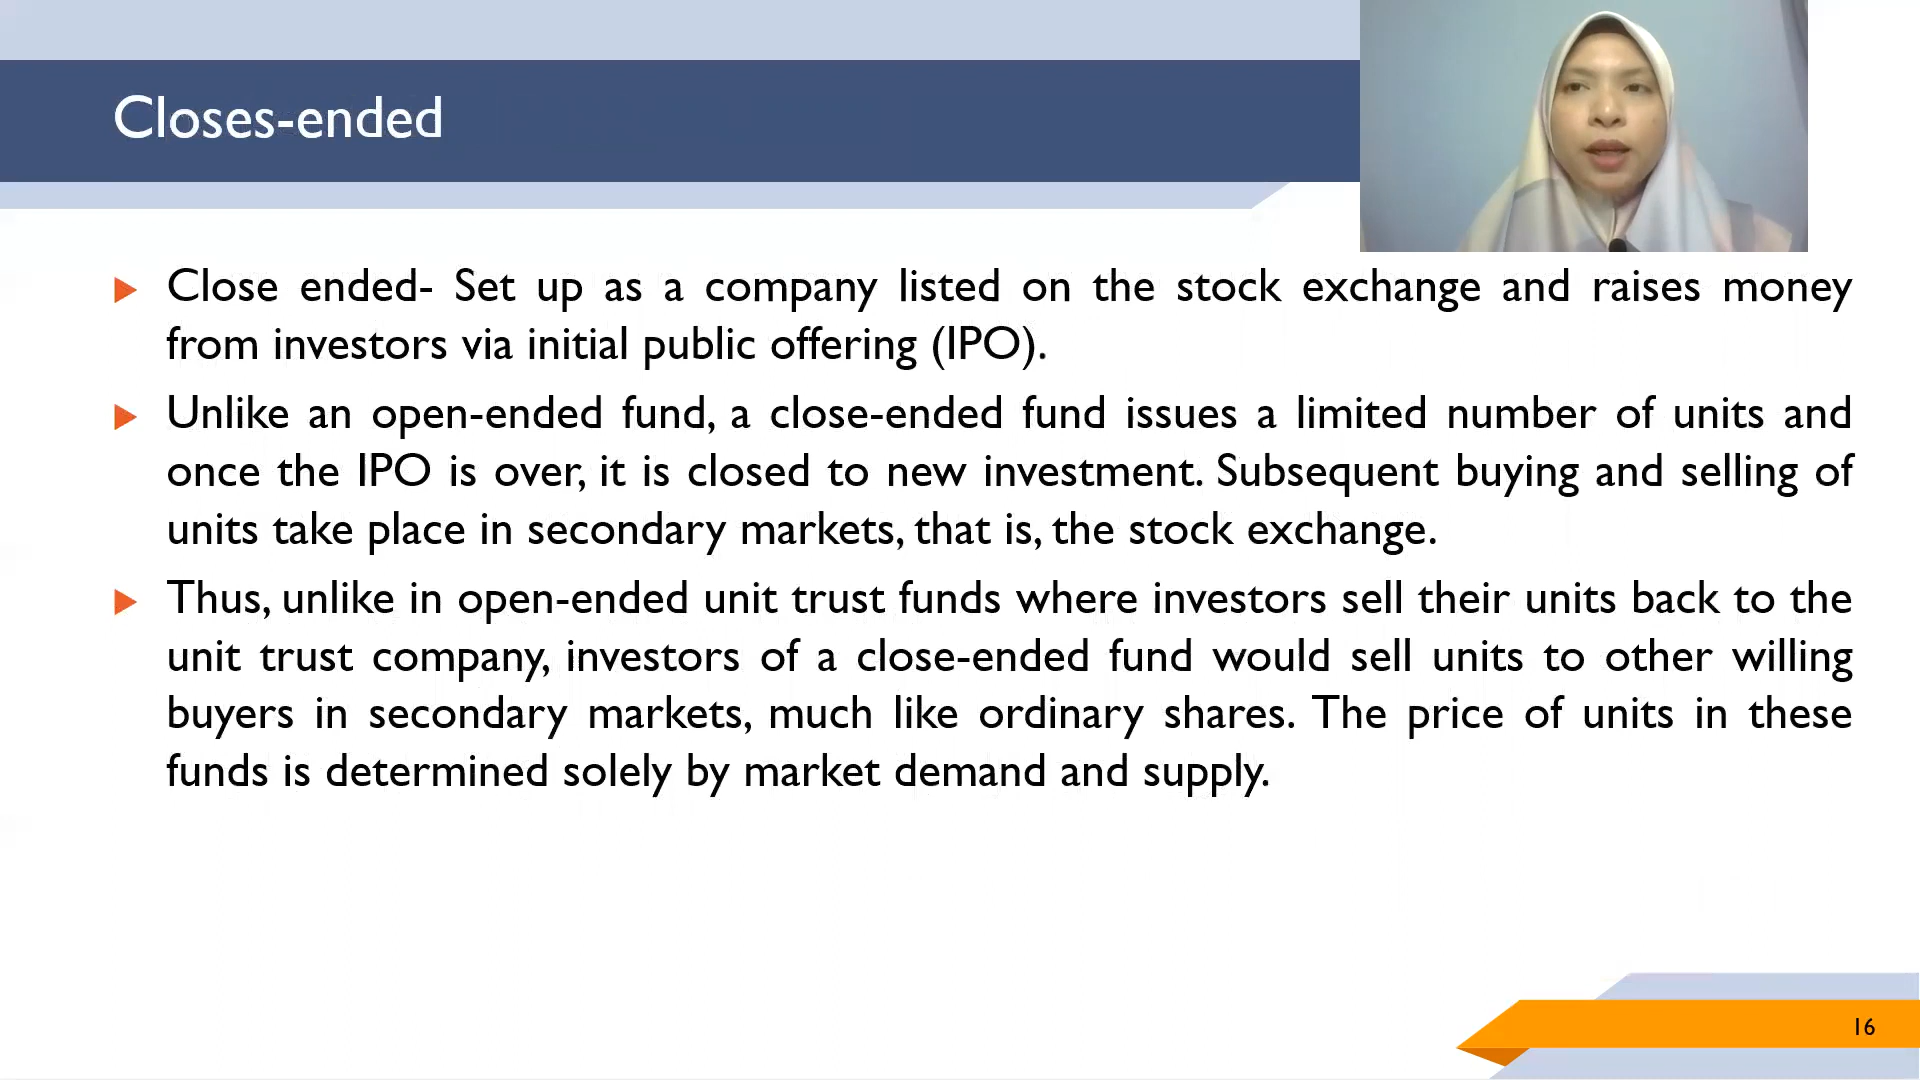 Closes-ended
Close ended- Set up as a company listed on the stock exchange and raises money
from investors via initial public offering (IPO).
Unlike an open-ended fund, a close-ended fund issues a limited number of units and
once the IPO is over, it is closed to new investment. Subsequent buying and selling of
units take place in secondary markets, that is, the stock exchange.
Thus, unlike in open-ended unit trust funds where investors sell their units back to the
unit trust company, investors of a close-ended fund would sell units to other willing
buyers in secondary markets, much like ordinary shares. The price of units in these
funds is determined solely by market demand and supply.
16